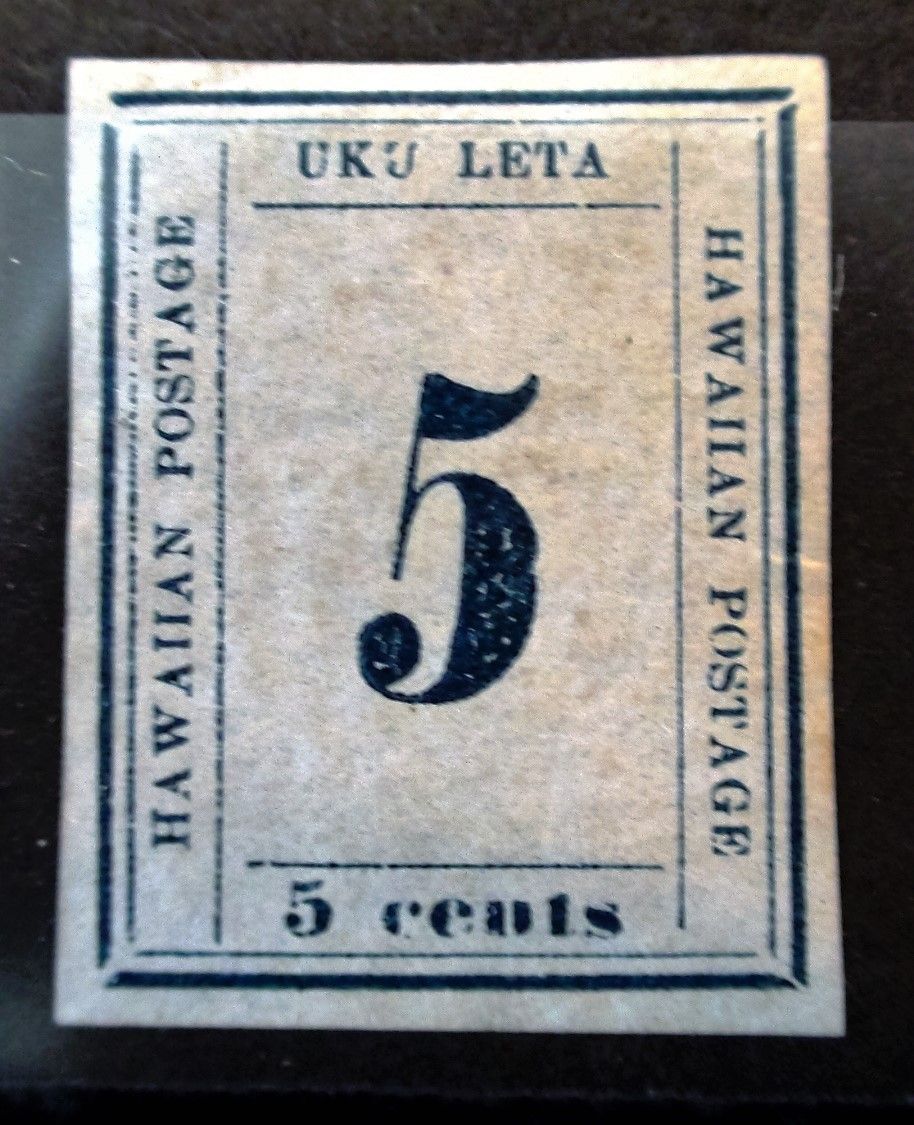 UKU LETA
HAWAIIAN POSTAGE
5
HAWAIIAN POSTAGE
5 cents